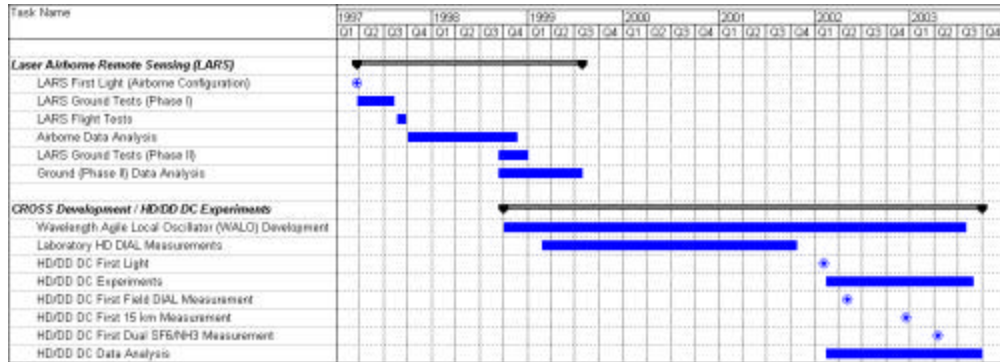 Task Name
1997 1998 1999 2000 2001 2002 2003
Q1 Q2 Q3 Q4 Q1 Q2 Q3 Q4 Q1 Q2 Q3 Q4 Q1 Q2 Q3 Q4 Q1 Q2 Q3 Q4 Q1 Q2 Q3 Q4 Q1 Q2 Q3 Q4
Laser Airborne Remote Sensing (LARS)
LARS First Light (Airborne Configuration)
LARS Ground Tests (Phase I)
LARS Flight Tests
Airborne Data Analysis
LARS Ground Tests (Phase II)
Ground (Phase II) Data Analysis
CROSS Development / HD/DD DC Experiments
Wavelength Agile Local Oscillator (WALO) Development
Laboratory HD DIAL Measurements
HD/DD DC First Light
HD/DD DC Experiments
HD/DD DC First Field DIAL Measurement
HD/DD DC First 15 km Measurement
HD/DD DC First Dual SF6/NH3 Measurement
HD/DD DC Data Analysis